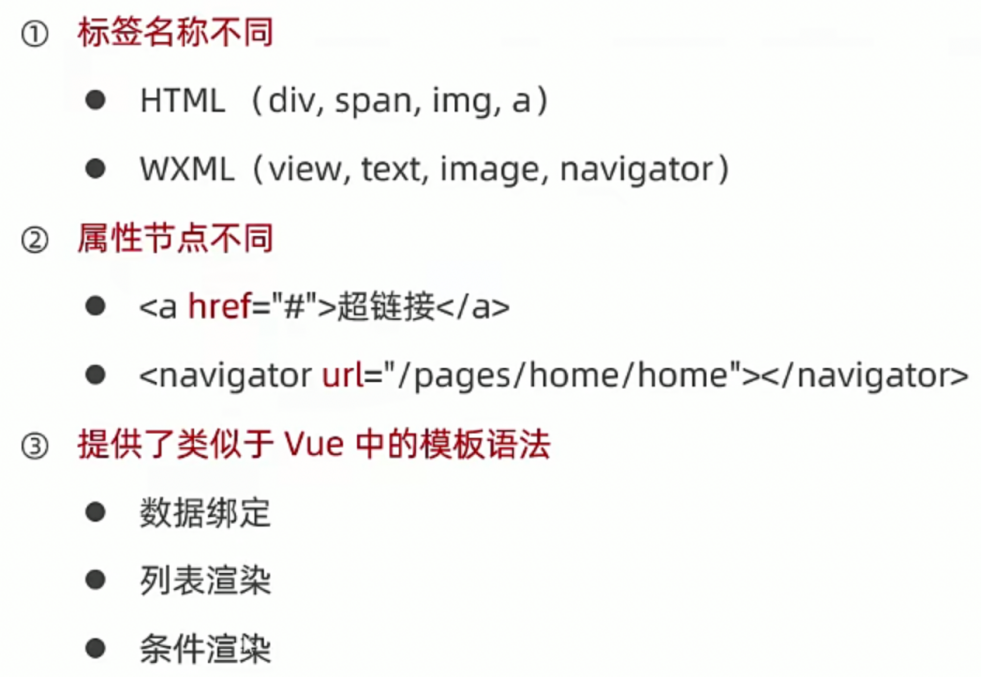 ① 标签名称不同
● HTML （div, span, img, a）
● WXML（view, text, image, navigator）
② 属性节点不同
● <a href="#">超链接</a>
● <navigator url="/pages/home/home"></navigator>
③ 提供了类似于 Vue 中的模板语法
● 数据绑定
● 列表渲染
● 条件渲染